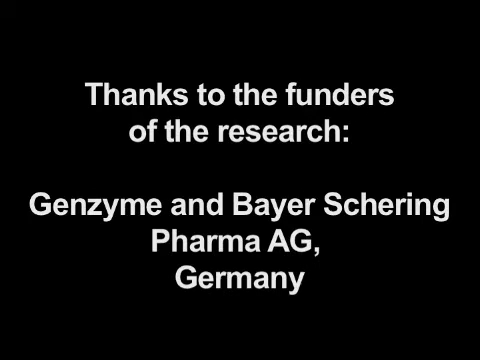 Thanks to the funders
of the research:
Genzyme and Bayer Schering
Pharma AG,
Germany